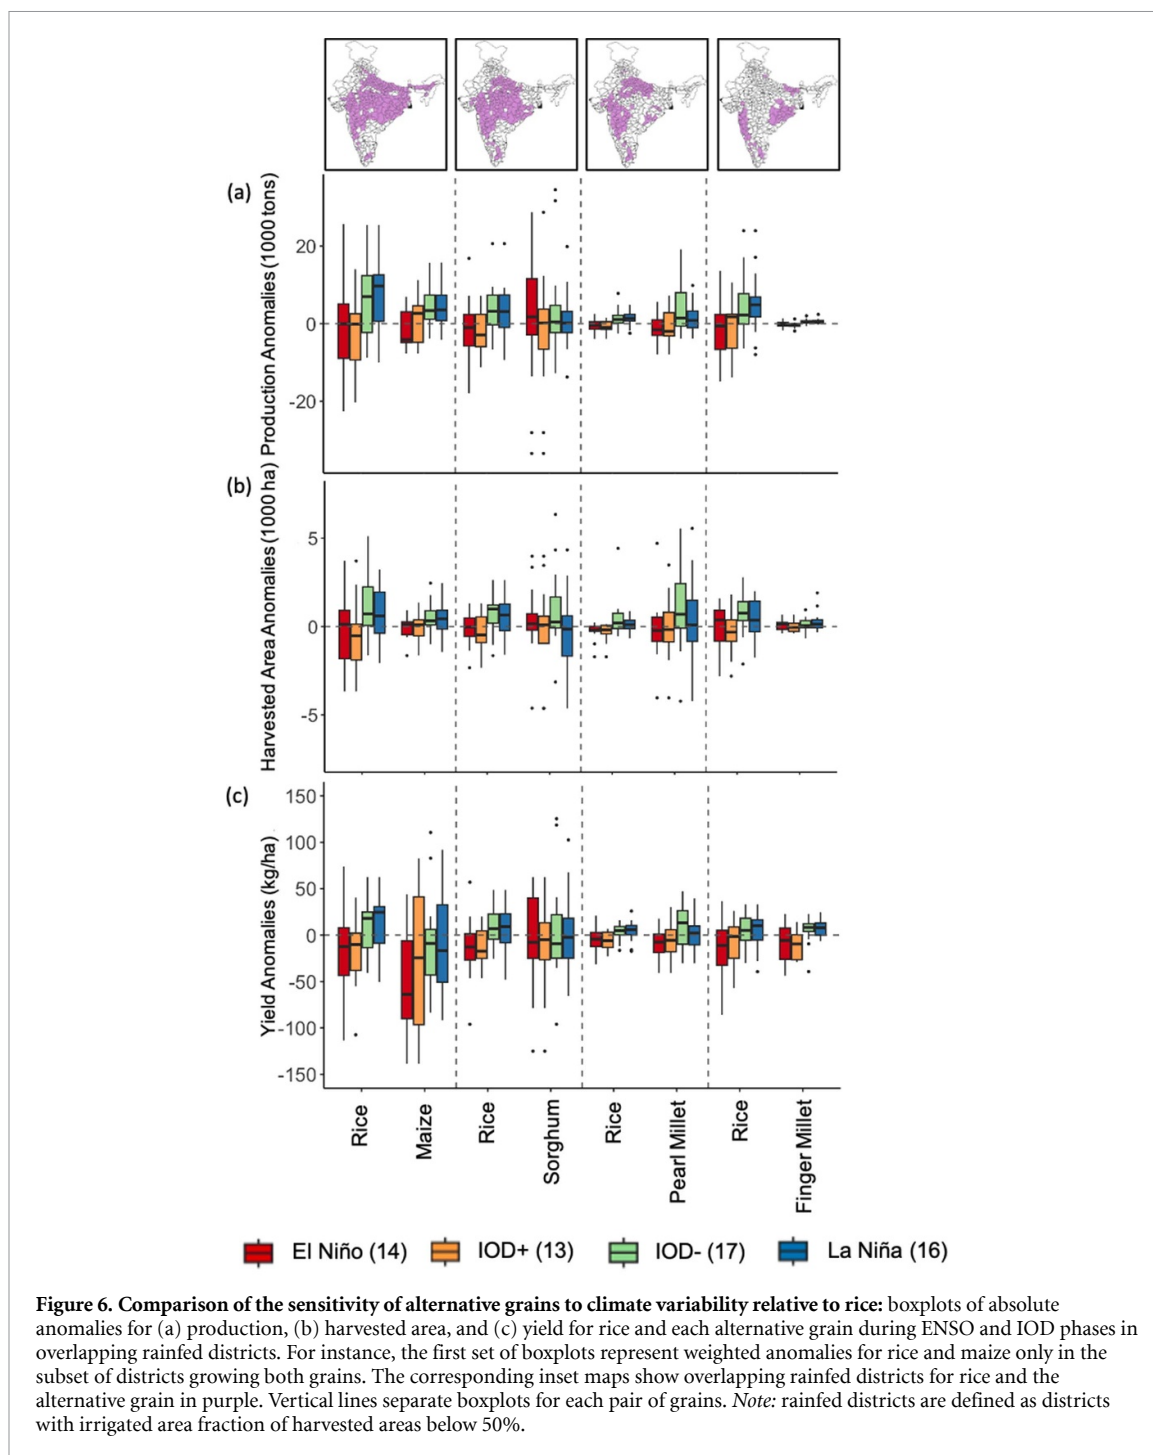 (a)
Production Anomalies (1000 tons)
20
0
-20
(b)
Harvested Area Anomalies (1000 ha)
5
0
-5
(c)
Yield Anomalies (kg/ha)
150
100
50
0
-50
-100
-150
Rice
Maize
Rice
Sorghum
Rice
Pearl Millet
Rice
Finger Millet
El Niño (14) IOD+ (13) IOD- (17) La Niña (16)
Figure 6. Comparison of the sensitivity of alternative grains to climate variability relative to rice: boxplots of absolute
anomalies for (a) production, (b) harvested area, and (c) yield for rice and each alternative grain during ENSO and IOD phases in
overlapping rainfed districts. For instance, the first set of boxplots represent weighted anomalies for rice and maize only in the
subset of districts growing both grains. The corresponding inset maps show overlapping rainfed districts for rice and the
alternative grain in purple. Vertical lines separate boxplots for each pair of grains. Note: rainfed districts are defined as districts
with irrigated area fraction of harvested areas below 50%.